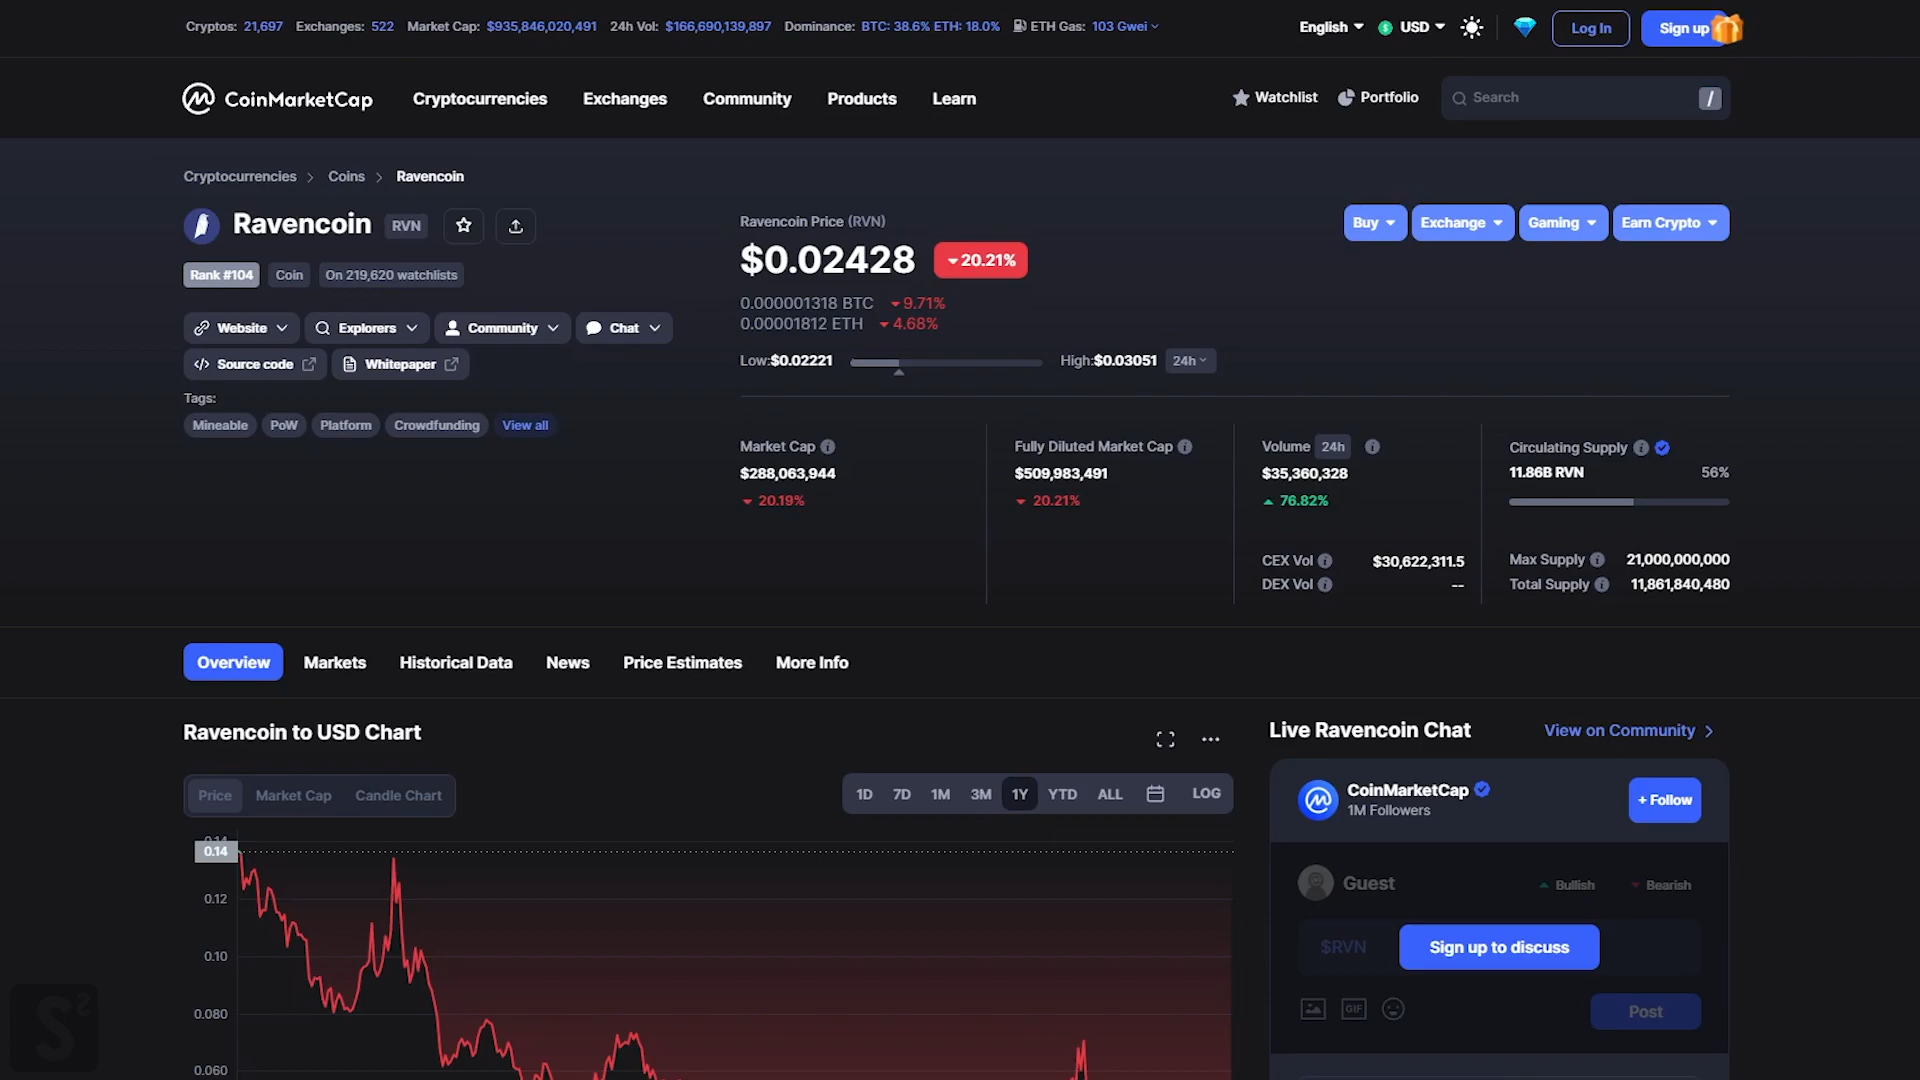 Cryptos: 21,697 Exchanges: 522 Market Cap: $935,846,020,491 24h Vol: $166,690,139,897 Dominance: BTC: 38.6% ETH: 18.0% ETH Gas: 103 Gwei
English USD Log In Sign up
CoinMarketCap Cryptocurrencies Exchanges Community Products Learn Watchlist Portfolio Search /
Cryptocurrencies > Coins > Ravencoin
Ravencoin RVN
Rank #104 Coin On 219,620 watchlists
Website Explorers Community Chat
Source code Whitepaper
Tags:
Mineable PoW Platform Crowdfunding View all
Ravencoin Price (RVN)
$0.02428 20.21%
0.000001318 BTC 9.71%
0.00001812 ETH 4.68%
Low:$0.02221 High:$0.03051 24h
Buy Exchange Gaming Earn Crypto
Market Cap
$288,063,944
20.19%
Fully Diluted Market Cap
$509,983,491
20.21%
Volume 24h
$35,360,328
76.82%
CEX Vol $30,622,311.5
DEX Vol --
Circulating Supply
11.86B RVN 56%
Max Supply 21,000,000,000
Total Supply 11,861,840,480
Overview Markets Historical Data News Price Estimates More Info
Ravencoin to USD Chart
Price Market Cap Candle Chart
1D 7D 1M 3M 1Y YTD ALL LOG
0.14
0.14
0.12
0.10
0.080
0.060
Live Ravencoin Chat View on Community >
CoinMarketCap
1M Followers
+ Follow
Guest Bullish Bearish
$RVN Sign up to discuss
GIF Post
S2